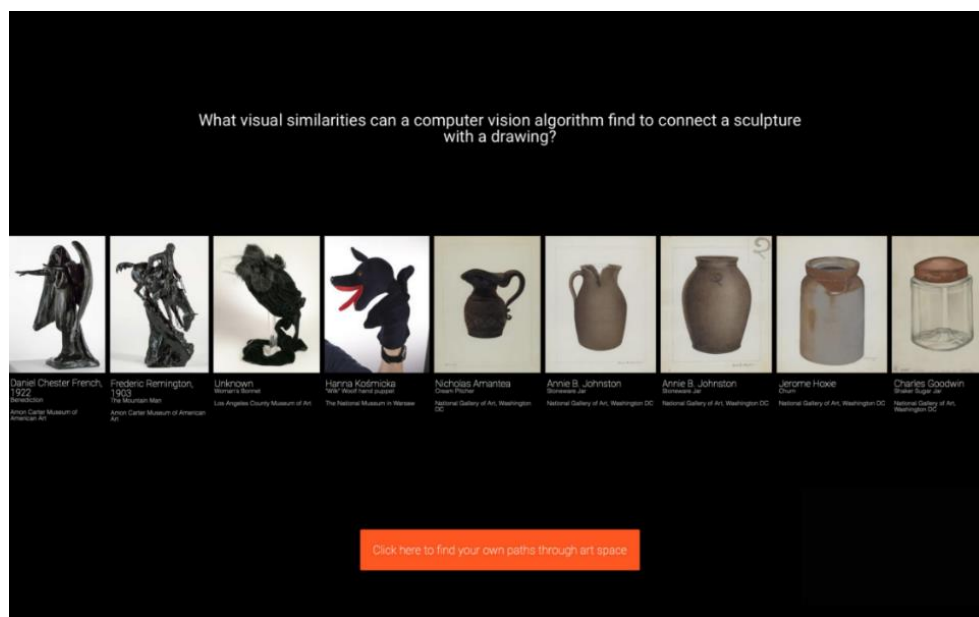 What visual similarities can a computer vision algorithm find to connect a sculpture
with a drawing?
Daniel Chester French,
1922
Benediction
Amon Carter Museum of
American Art
Frederic Remington,
1903
The Mountain Man
Amon Carter Museum of American
Art
Unknown
Woman's Bonnet
Los Angeles County Museum of Art
Hanna Kośmicka
"Wilk" Woolf hand puppet
The National Museum in Warsaw
Nicholas Amantea
Cream Pitcher
National Gallery of Art, Washington
DC
Annie B. Johnston
Stoneware Jar
National Gallery of Art, Washington DC
Annie B. Johnston
Stoneware Jar
National Gallery of Art, Washington DC
Jerome Hoxie
Churn
National Gallery of Art, Washington DC
Charles Goodwin
Shaker Sugar Jar
National Gallery of Art,
Washington DC
Click here to find your own paths through art space